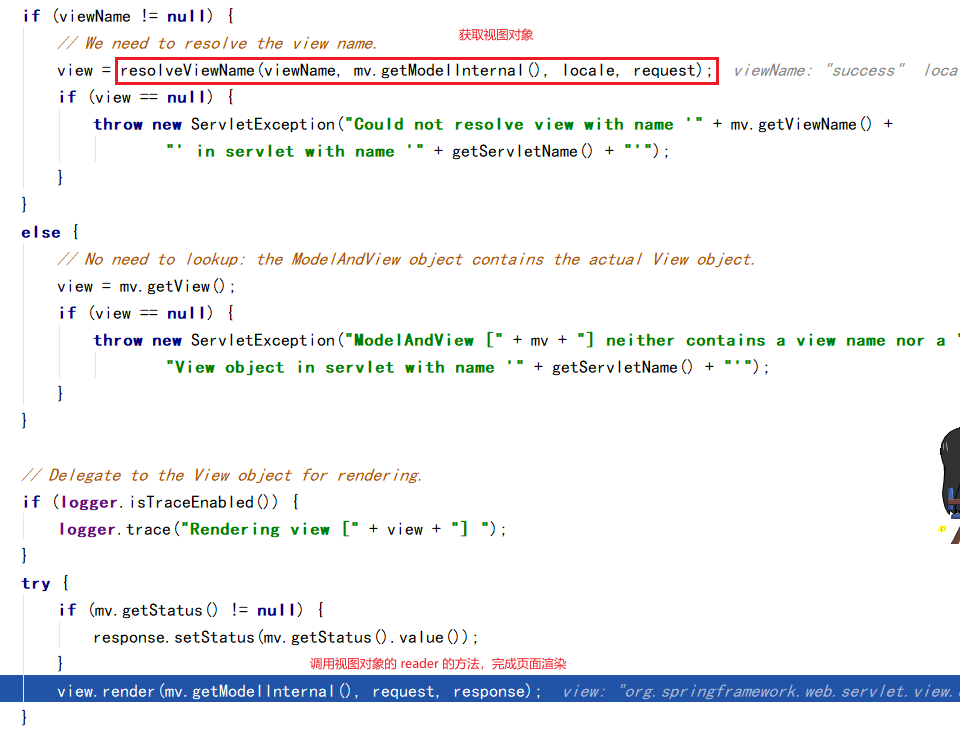 if (viewName != null) {
// We need to resolve the view name.
获取视图对象
view = resolveViewName(viewName, mv.getModelInternal(), locale, request); viewName: "success" loca
if (view == null) {
throw new ServletException("Could not resolve view with name '" + mv.getViewName() +
"' in servlet with name '" + getServletName() + "'");
}
}
else {
// No need to lookup: the ModelAndView object contains the actual View object.
view = mv.getView();
if (view == null) {
throw new ServletException("ModelAndView [" + mv + "] neither contains a view name nor a "
"View object in servlet with name '" + getServletName() + "'");
}
}
// Delegate to the View object for rendering.
if (logger.isTraceEnabled()) {
logger.trace("Rendering view [" + view + "] ");
}
try {
if (mv.getStatus() != null) {
response.setStatus(mv.getStatus().value());
}
调用视图对象的 reader 的方法，完成页面渲染
view.render(mv.getModelInternal(), request, response); view: "org.springframework.web.servlet.view.
}